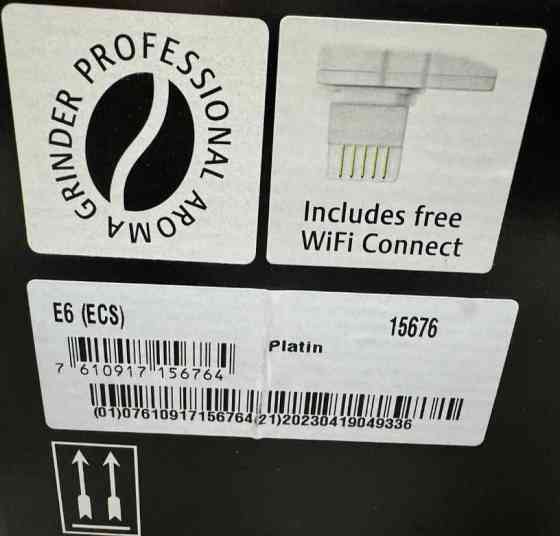 PROFESSIONAL AROMA GRINDER
Includes free
WiFi Connect
E6 (ECS)
15676
Platin
7 610917 156764
(01)07610917156764(21)20230419049336